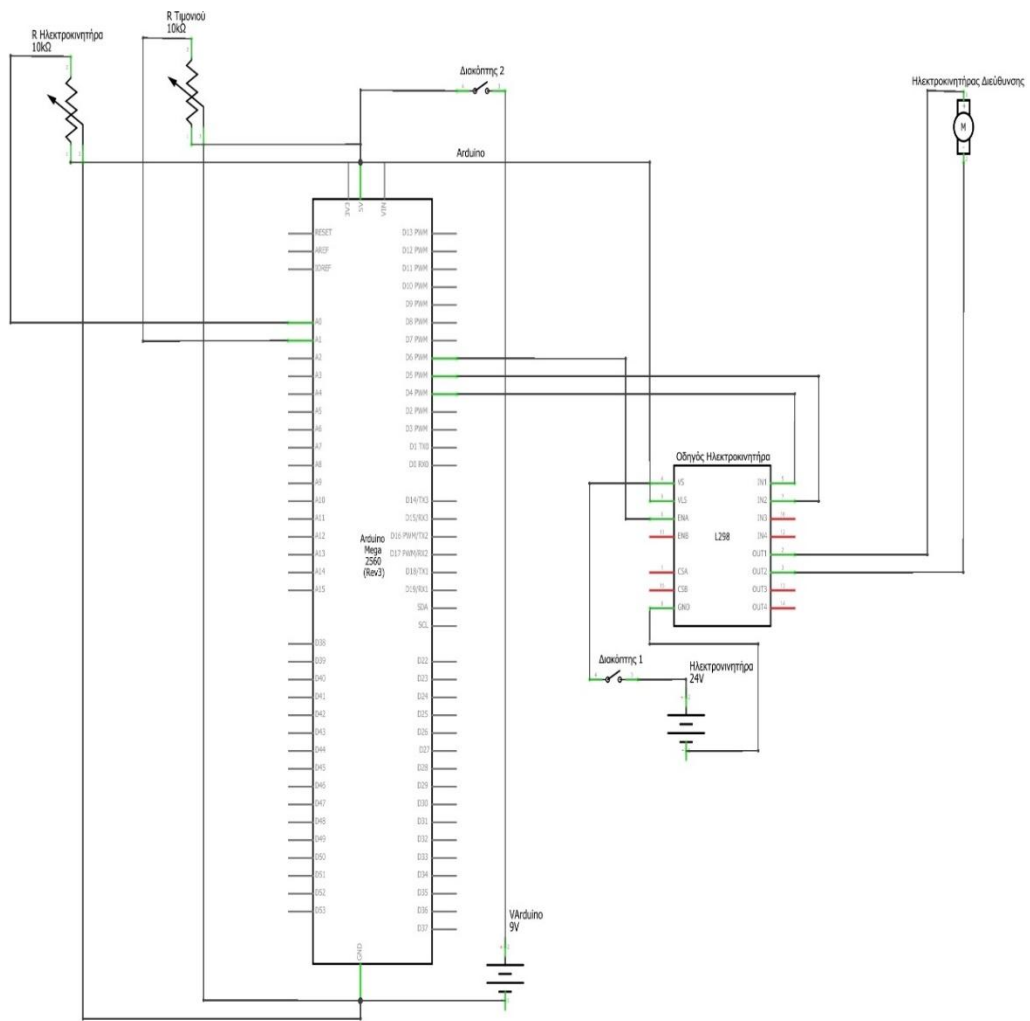 R Τιμονιού
10kΩ
R Ηλεκτροκινητήρα
10kΩ
Διακόπτης 2
Ηλεκτροκινητήρας Διεύθυνσης
M
Arduino
3V3
5V
VIN
RESET
AREF
IOREF
A0
A1
A2
A3
A4
A5
A6
A7
A8
A9
A10
A11
A12
A13
A14
A15
D38
D39
D40
D41
D42
D43
D44
D45
D46
D47
D48
D49
D50
D51
D52
D53
D13 PWM
D12 PWM
D11 PWM
D10 PWM
D9 PWM
D8 PWM
D7 PWM
D6 PWM
D5 PWM
D4 PWM
D2 PWM
D3 PWM
D1 TX0
D0 RX0
D14/TX3
D15/RX3
D16 PWM/TX2
D17 PWM/RX2
D18/TX1
D19/RX1
SDA
SCL
D22
D23
D24
D25
D26
D27
D28
D29
D30
D31
D32
D33
D34
D35
D36
D37
GND
Arduino
Mega
2560
(Rev3)
Οδηγός Ηλεκτροκινητήρα
VS
VLS
ENA
ENB
CSA
CSB
GND
L298
IN1
IN2
IN3
IN4
OUT1
OUT2
OUT3
OUT4
Διακόπτης 1
Ηλεκτροκινητήρα
24V
VArduino
9V